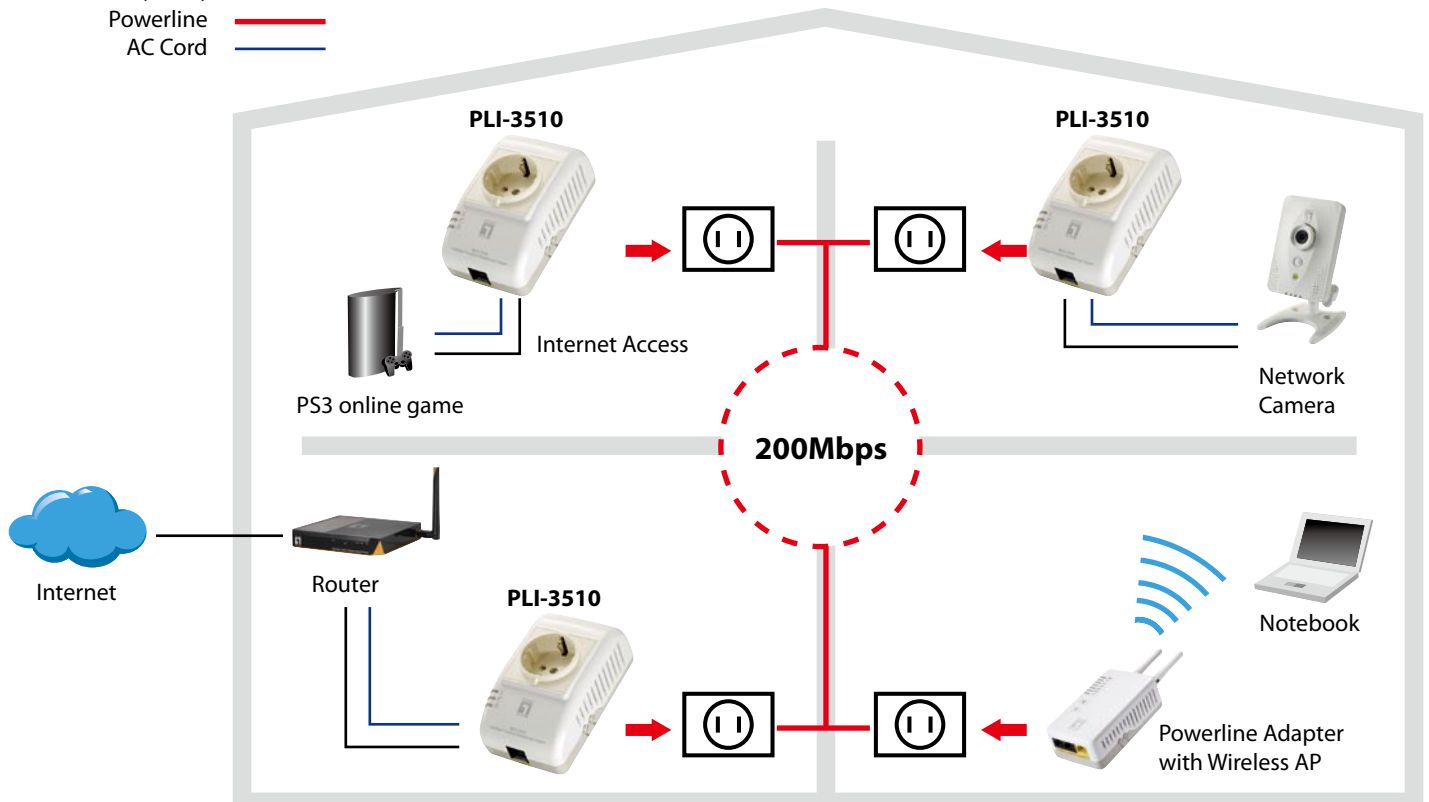 Powerline
AC Cord
PLI-3510
PLI-3510
Internet Access
PS3 online game
Network
Camera
200Mbps
Internet
Router
PLI-3510
Notebook
Powerline Adapter
with Wireless AP